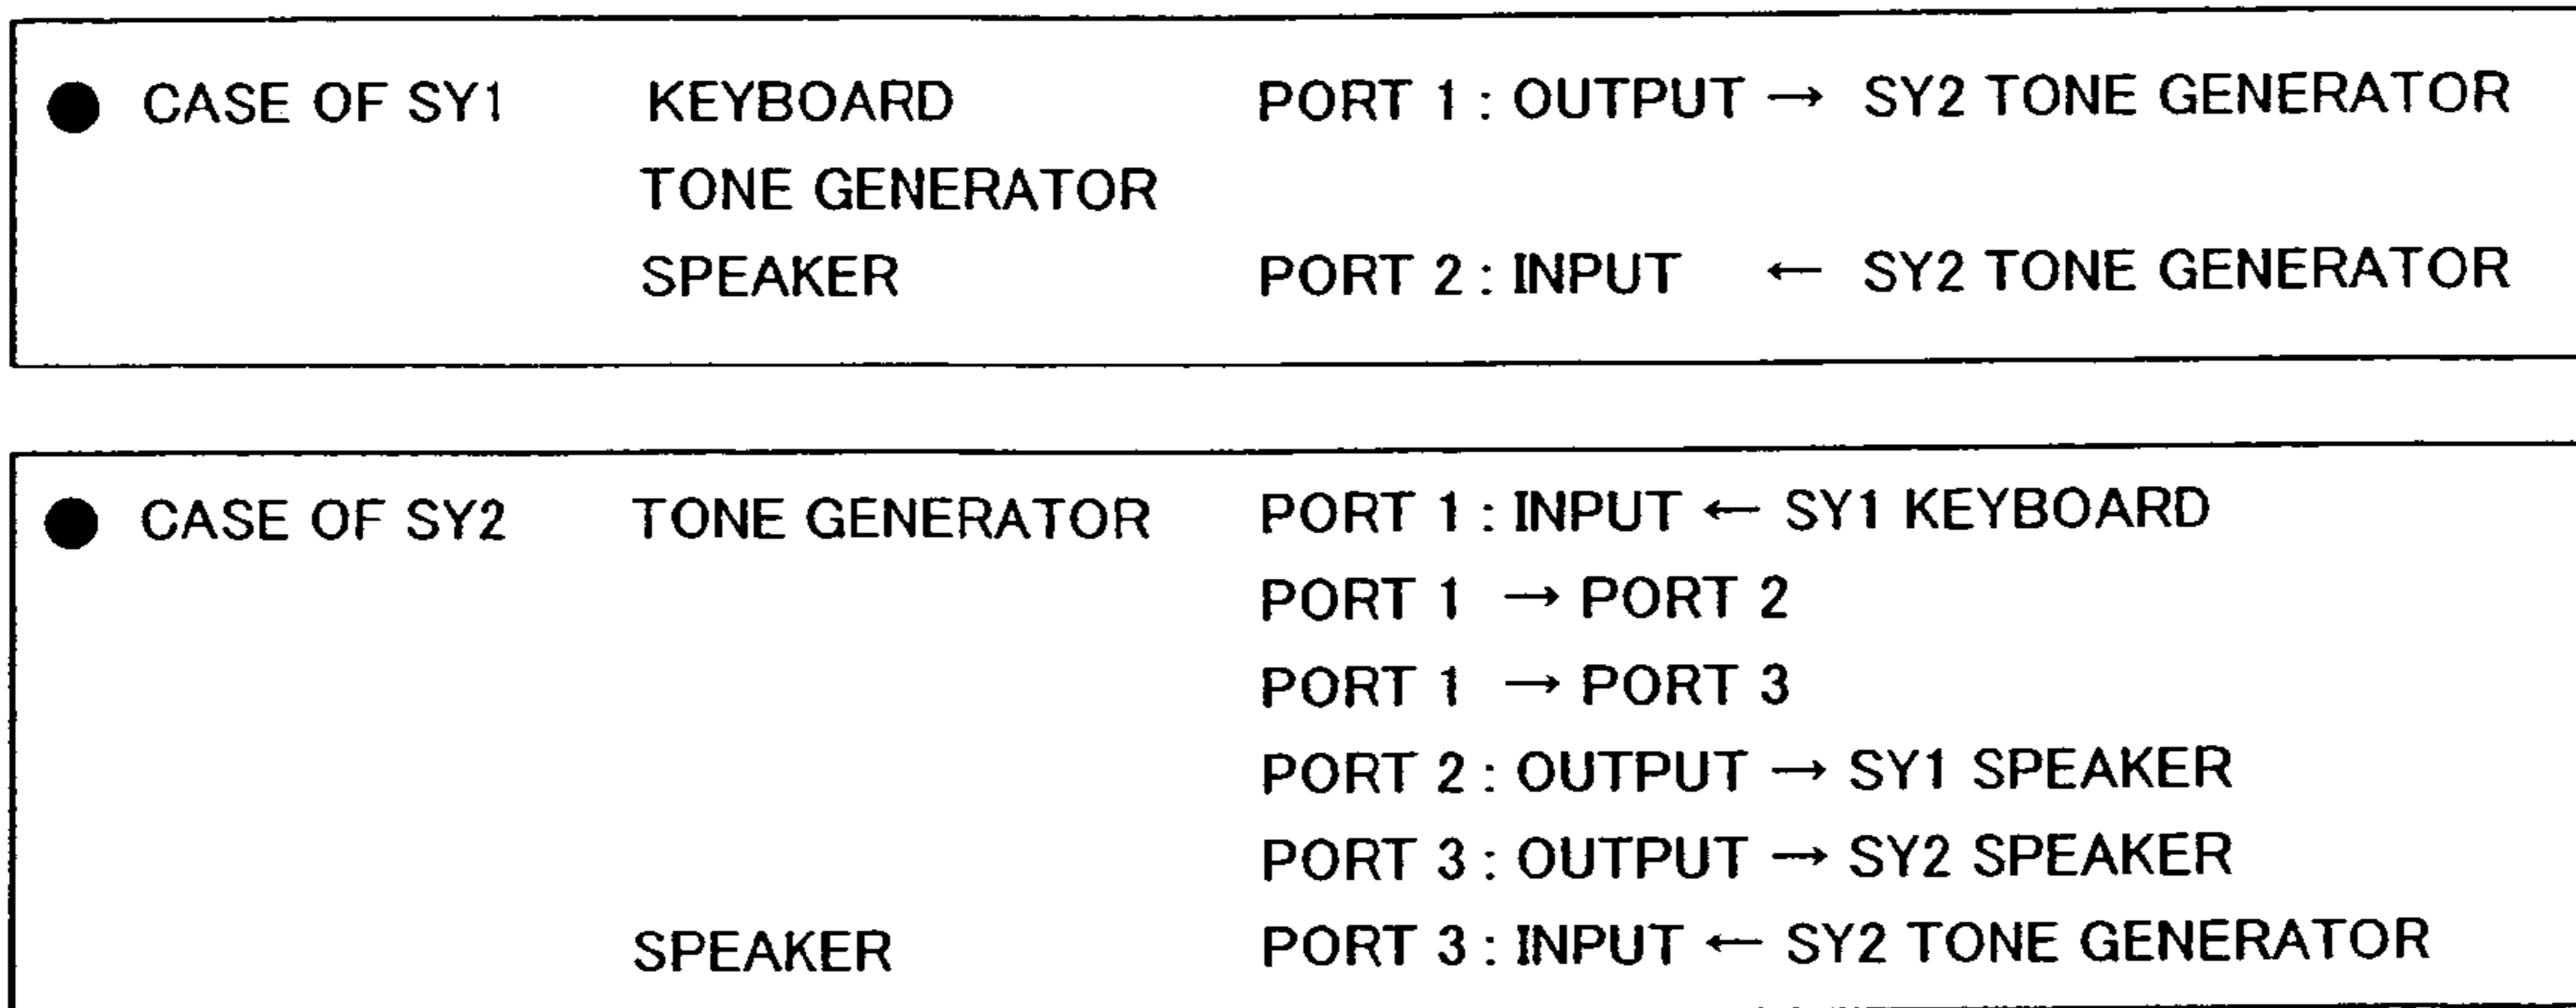 ● CASE OF SY1 KEYBOARD PORT 1 : OUTPUT → SY2 TONE GENERATOR
TONE GENERATOR
SPEAKER PORT 2 : INPUT ← SY2 TONE GENERATOR
● CASE OF SY2 TONE GENERATOR PORT 1 : INPUT ← SY1 KEYBOARD
PORT 1 → PORT 2
PORT 1 → PORT 3
PORT 2 : OUTPUT → SY1 SPEAKER
PORT 3 : OUTPUT → SY2 SPEAKER
SPEAKER PORT 3 : INPUT ← SY2 TONE GENERATOR